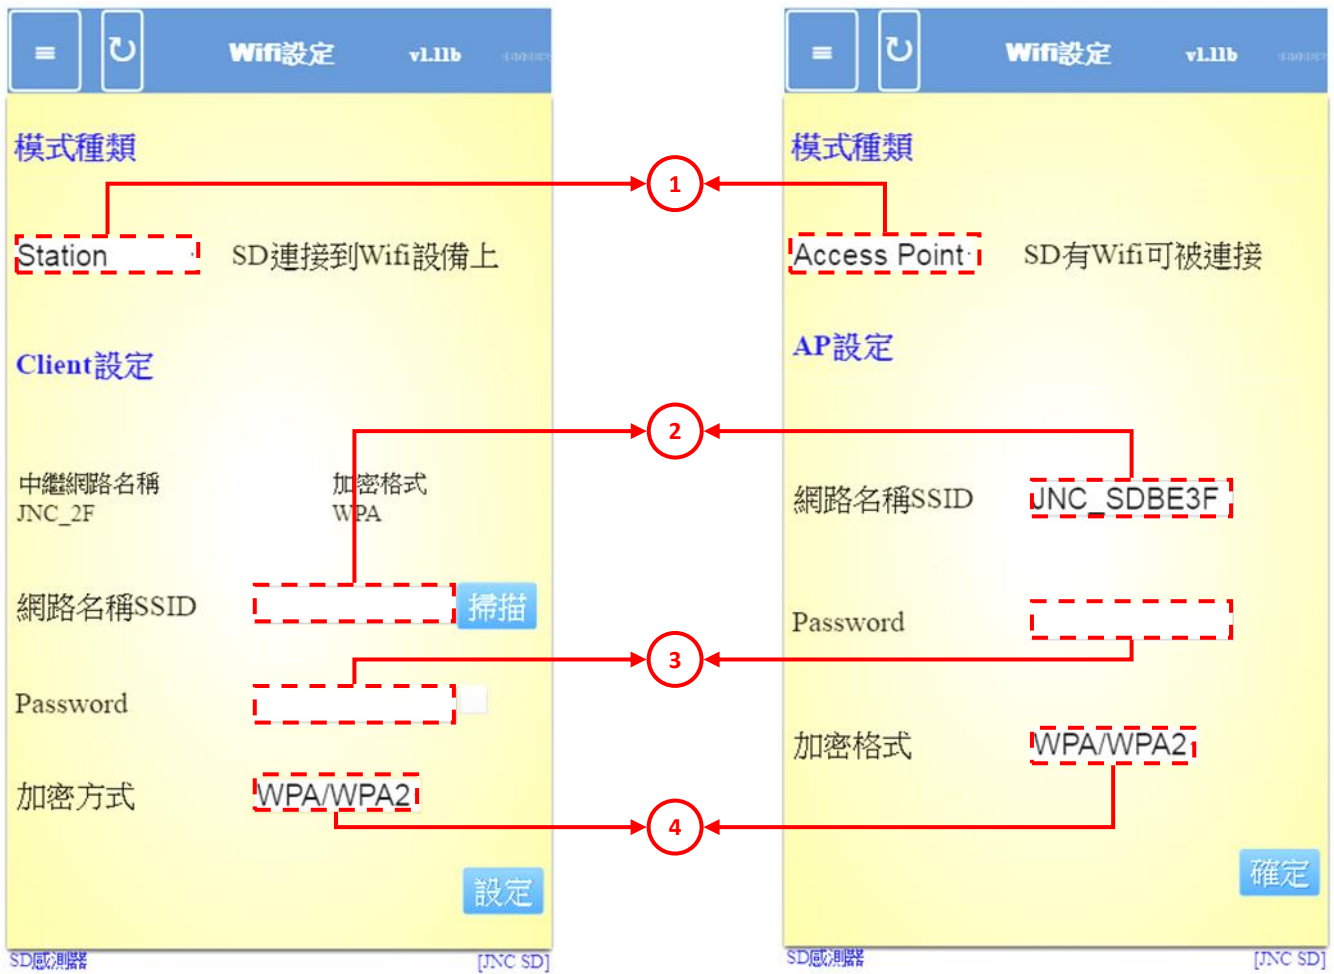 ≡ ↻ Wifi設定 v1.11b
模式種類
Station SD連接到Wifi設備上
Client設定
中繼網路名稱 加密格式
JNC_2F WPA
網路名稱SSID 掃描
Password
加密方式 WPA/WPA2
設定
SD感測器 [JNC SD]
1
2
3
4
≡ ↻ Wifi設定 v1.11b
模式種類
Access Point SD有Wifi可被連接
AP設定
網路名稱SSID JNC_SDBE3F
Password
加密格式 WPA/WPA2
確定
SD感測器 [JNC SD]